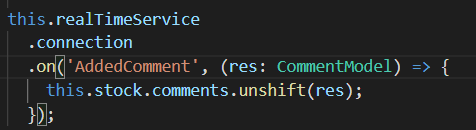 this.realTimeService
.connection
.on('AddedComment', (res: CommentModel) => {
this.stock.comments.unshift(res);
});